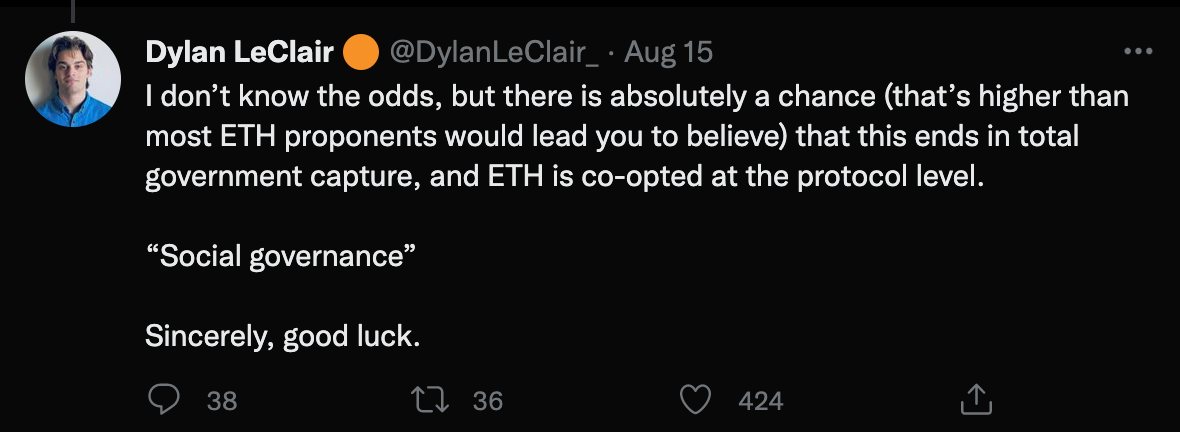 Dylan LeClair 🟠 @DylanLeClair_ · Aug 15
I don’t know the odds, but there is absolutely a chance (that’s higher than
most ETH proponents would lead you to believe) that this ends in total
government capture, and ETH is co-opted at the protocol level.
“Social governance”
Sincerely, good luck.
38 36 424